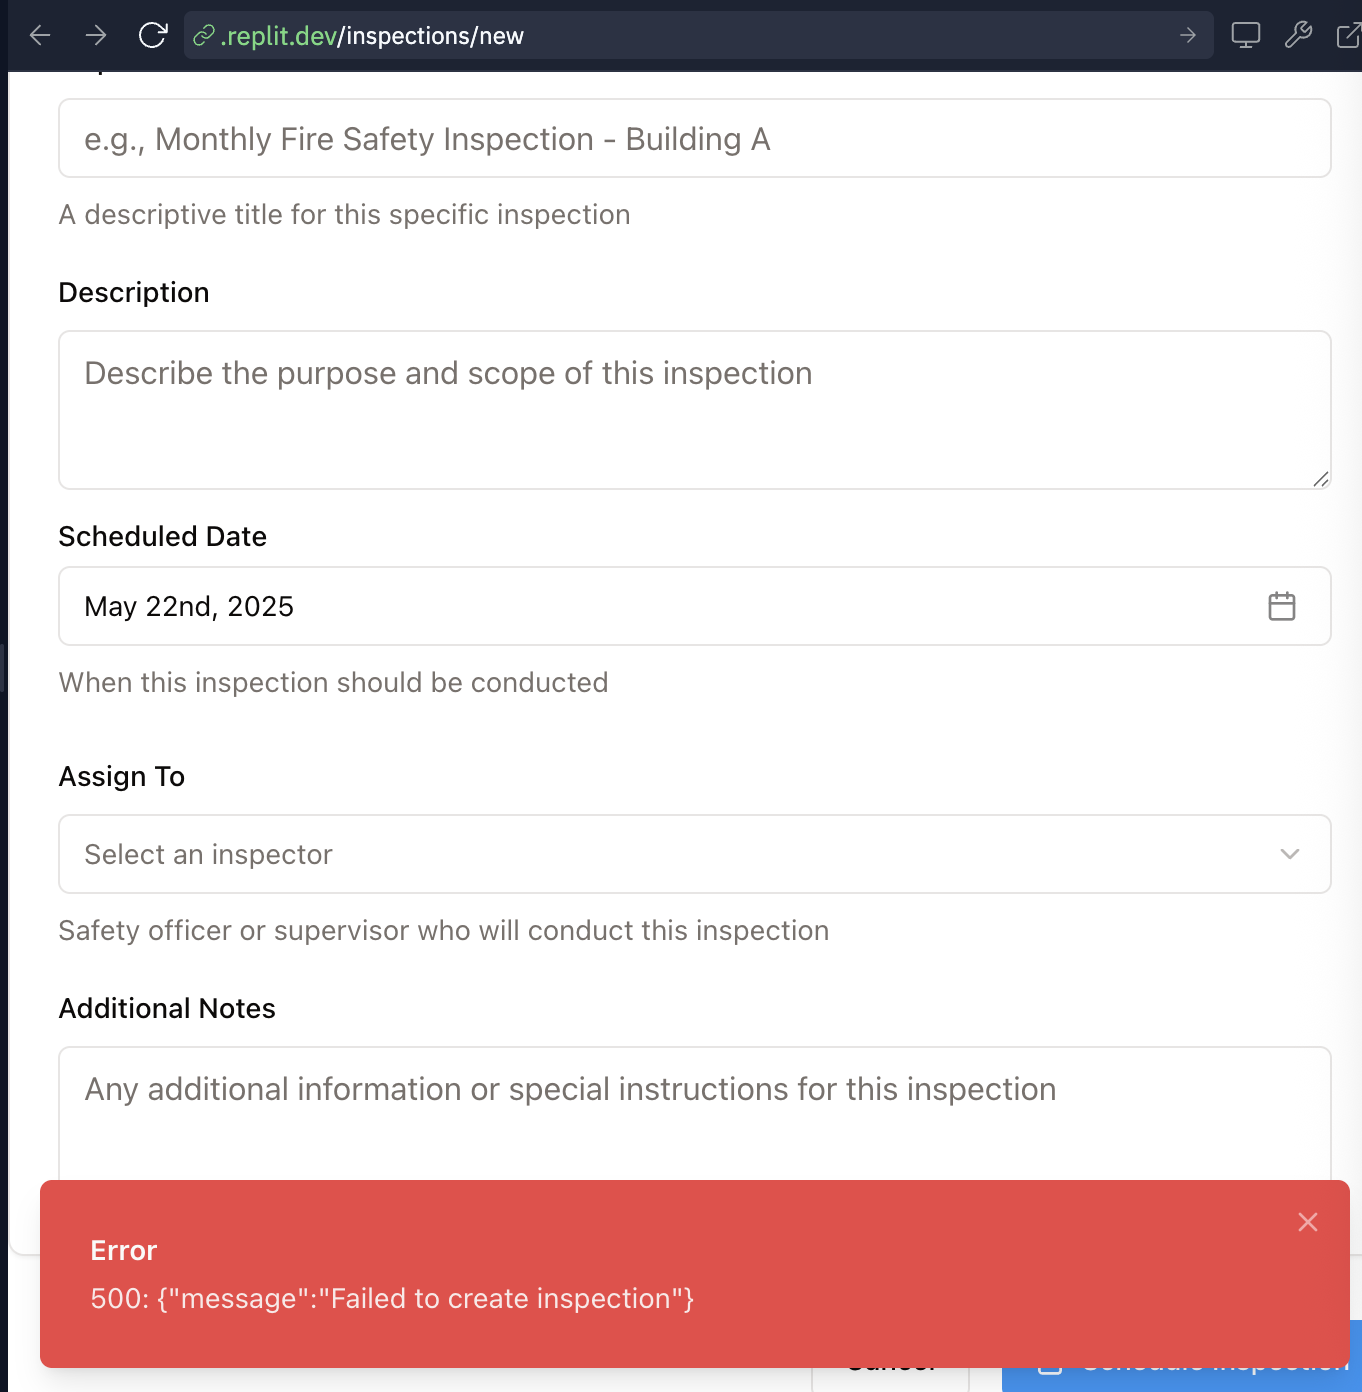 .replit.dev/inspections/new
e.g., Monthly Fire Safety Inspection - Building A
A descriptive title for this specific inspection
Description
Describe the purpose and scope of this inspection
Scheduled Date
May 22nd, 2025
When this inspection should be conducted
Assign To
Select an inspector
Safety officer or supervisor who will conduct this inspection
Additional Notes
Any additional information or special instructions for this inspection
Error
500: {"message":"Failed to create inspection"}
Cancel
Schedule Inspection